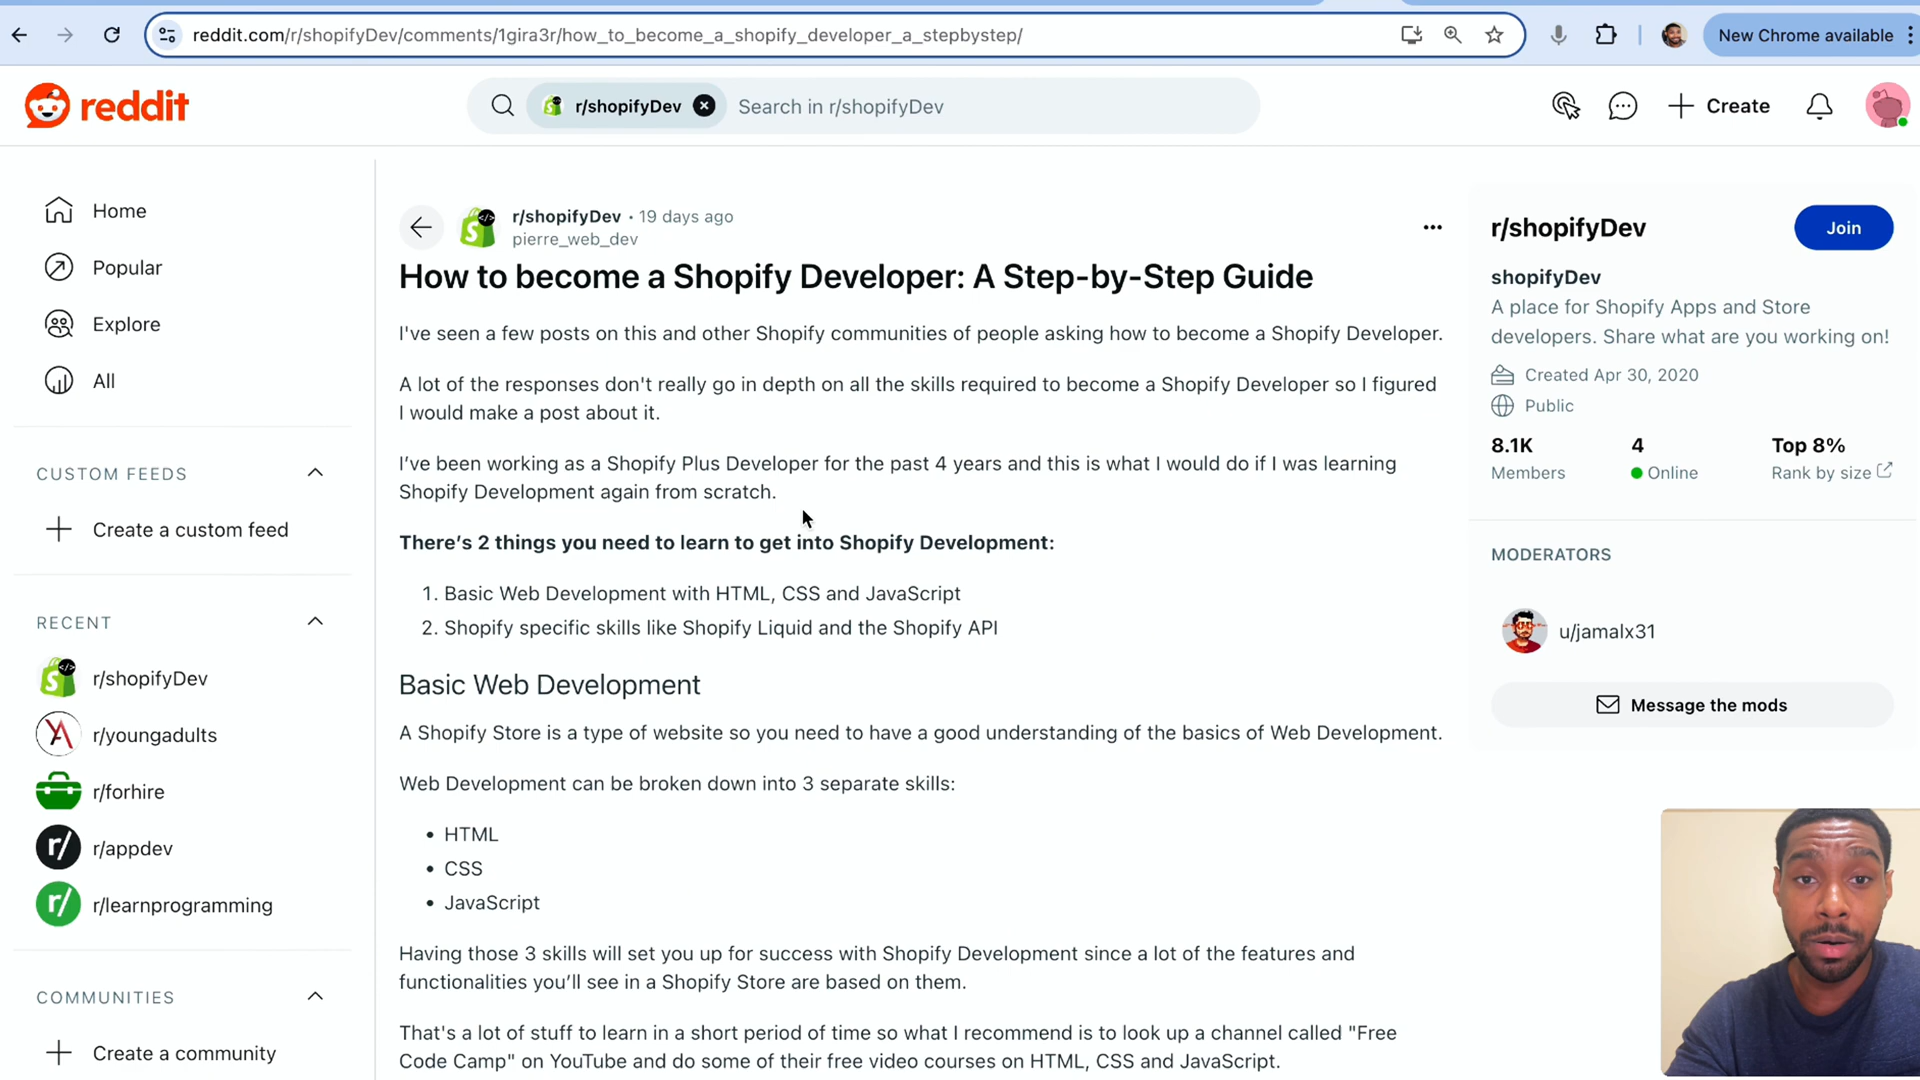 reddit.com/r/shopifyDev/comments/1gira3r/how_to_become_a_shopify_developer_a_stepbystep/
New Chrome available
reddit
r/shopifyDev
Search in r/shopifyDev
Create
Home
Popular
Explore
All
CUSTOM FEEDS
Create a custom feed
RECENT
r/shopifyDev
r/youngadults
r/forhire
r/ r/appdev
r/ r/learnprogramming
COMMUNITIES
Create a community
r/shopifyDev • 19 days ago
pierre_web_dev
How to become a Shopify Developer: A Step-by-Step Guide
I've seen a few posts on this and other Shopify communities of people asking how to become a Shopify Developer.
A lot of the responses don't really go in depth on all the skills required to become a Shopify Developer so I figured
I would make a post about it.
I've been working as a Shopify Plus Developer for the past 4 years and this is what I would do if I was learning
Shopify Development again from scratch.
There's 2 things you need to learn to get into Shopify Development:
1. Basic Web Development with HTML, CSS and JavaScript
2. Shopify specific skills like Shopify Liquid and the Shopify API
Basic Web Development
A Shopify Store is a type of website so you need to have a good understanding of the basics of Web Development.
Web Development can be broken down into 3 separate skills:
• HTML
• CSS
• JavaScript
Having those 3 skills will set you up for success with Shopify Development since a lot of the features and
functionalities you'll see in a Shopify Store are based on them.
That's a lot of stuff to learn in a short period of time so what I recommend is to look up a channel called "Free
Code Camp" on YouTube and do some of their free video courses on HTML, CSS and JavaScript.
r/shopifyDev
Join
shopifyDev
A place for Shopify Apps and Store
developers. Share what are you working on!
Created Apr 30, 2020
Public
8.1K 4 Top 8%
Members Online Rank by size
MODERATORS
u/jamalx31
Message the mods